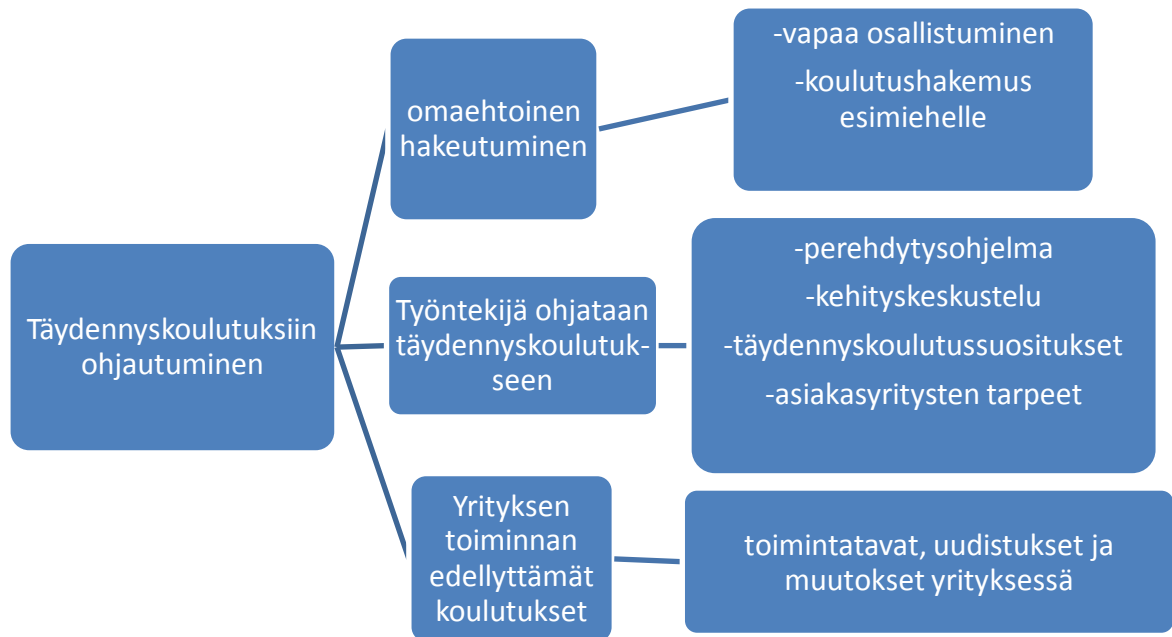 Täydennyskoulutuksiin
ohjautuminen
omaehtoinen
hakeutuminen
-vapaa osallistuminen
-koulutushakemus
esimiehelle
Työntekijä ohjataan
täydennyskoulutuk-
seen
-perehdytysohjelma
-kehityskeskustelu
-täydennyskoulutussuositukset
-asiakasyritysten tarpeet
Yrityksen
toiminnan
edellyttämät
koulutukset
toimintatavat, uudistukset ja
muutokset yrityksessä